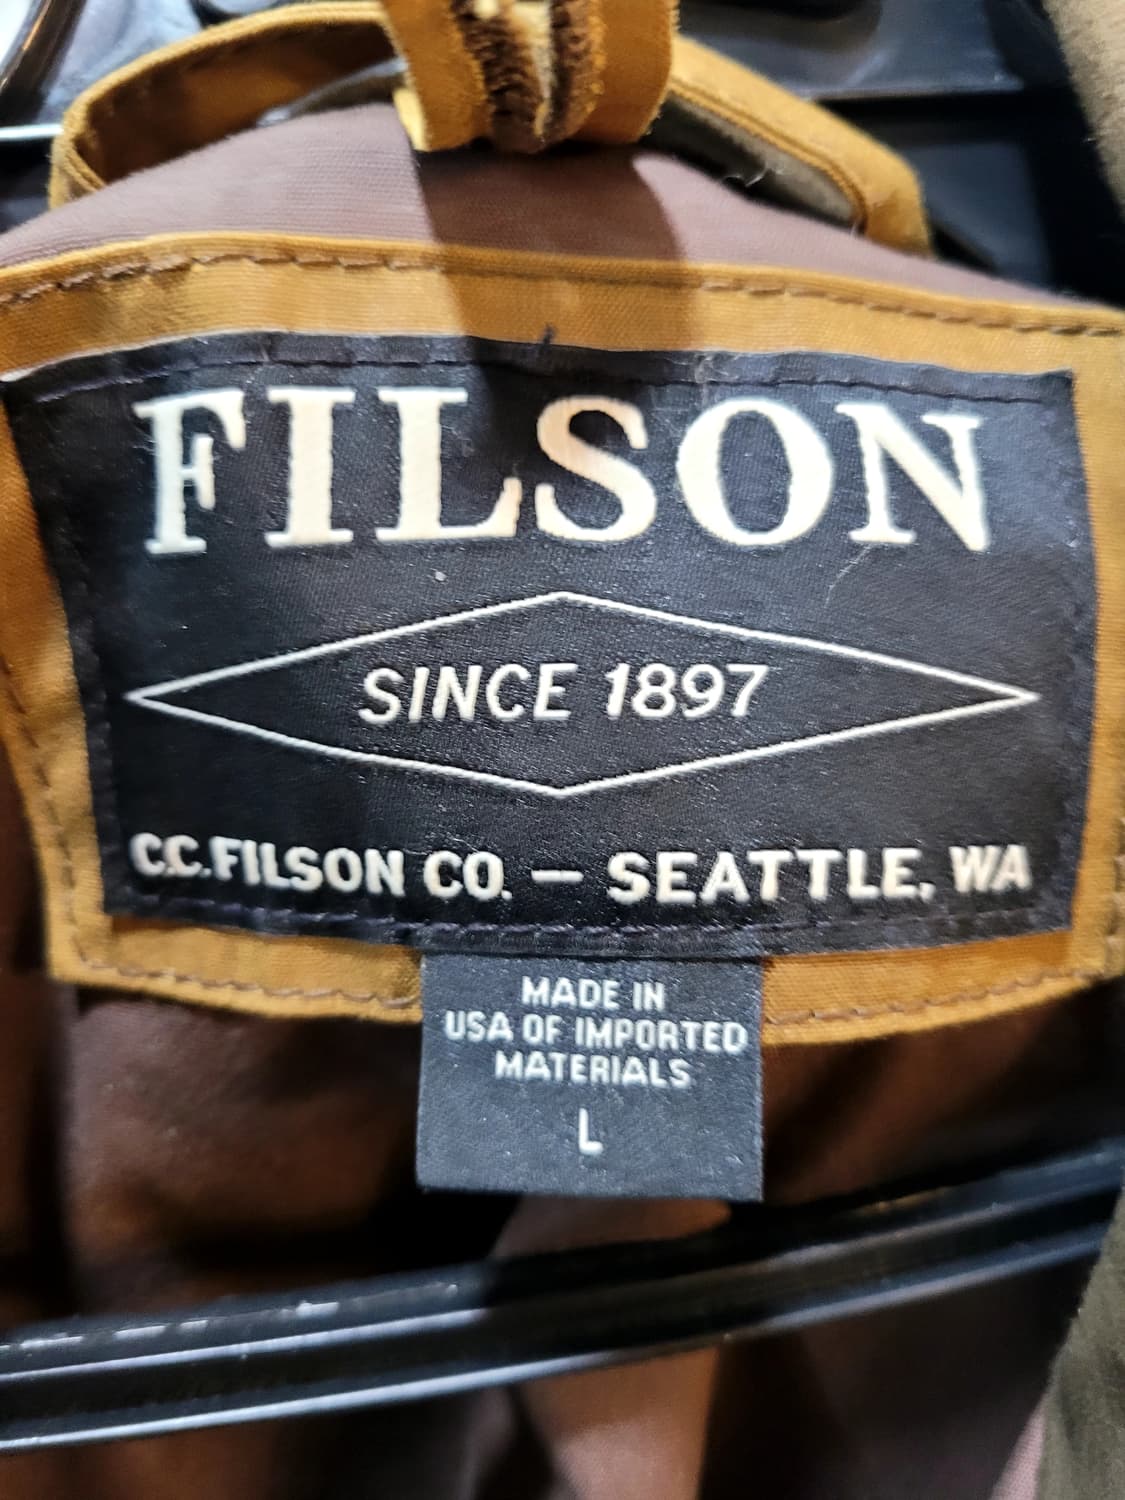 FILSON
SINCE 1897
C.C.FILSON CO. — SEATTLE, WA
MADE IN
USA OF IMPORTED
MATERIALS
L